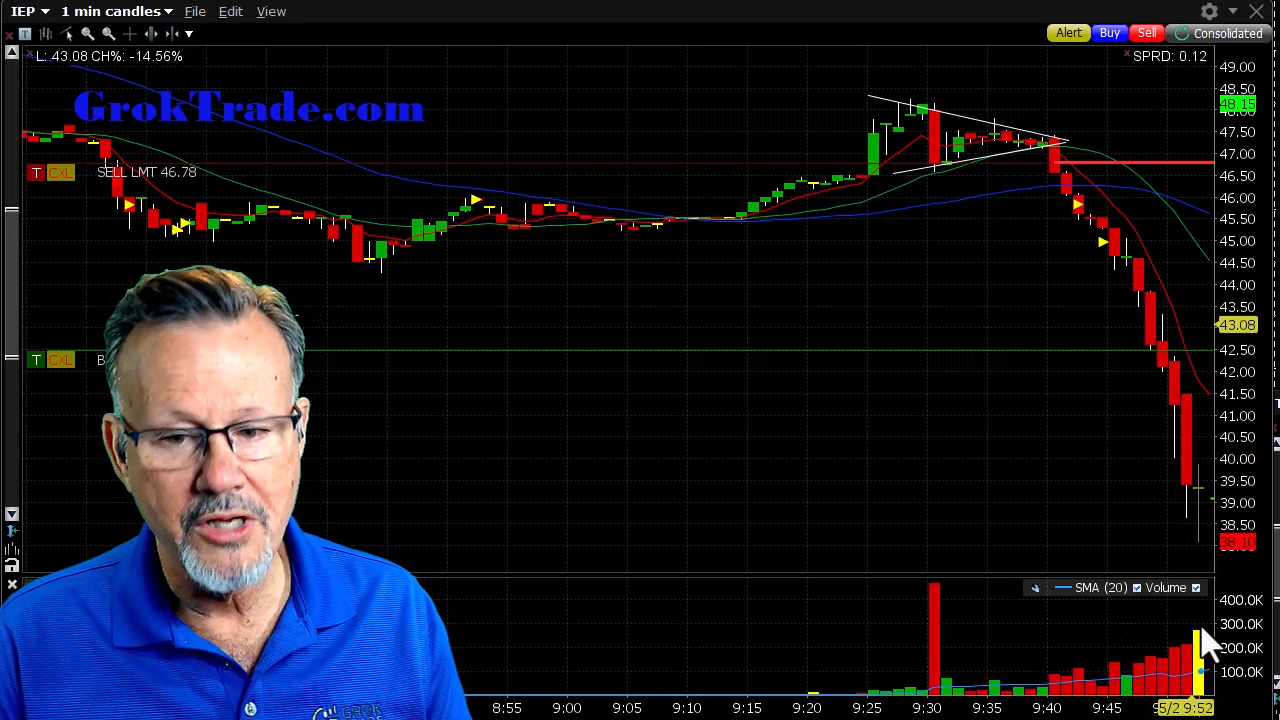 IEP 1 min candles File Edit View
T Alert Buy Sell Consolidated
L: 43.08 CH%: -14.56% SPRD: 0.12
GrokTrade.com
T CXL SELL LMT 46.78
T CXL B
49.00
48.50
48.15
47.50
47.00
46.50
46.00
45.50
45.00
44.50
44.00
43.50
43.08
42.50
42.00
41.50
41.00
40.50
40.00
39.50
39.00
38.50
38.10
SMA (20) Volume
400.0K
300.0K
200.0K
100.0K
8:55 9:00 9:05 9:10 9:15 9:20 9:25 9:30 9:35 9:40 9:45 5/2 9:52
GROK